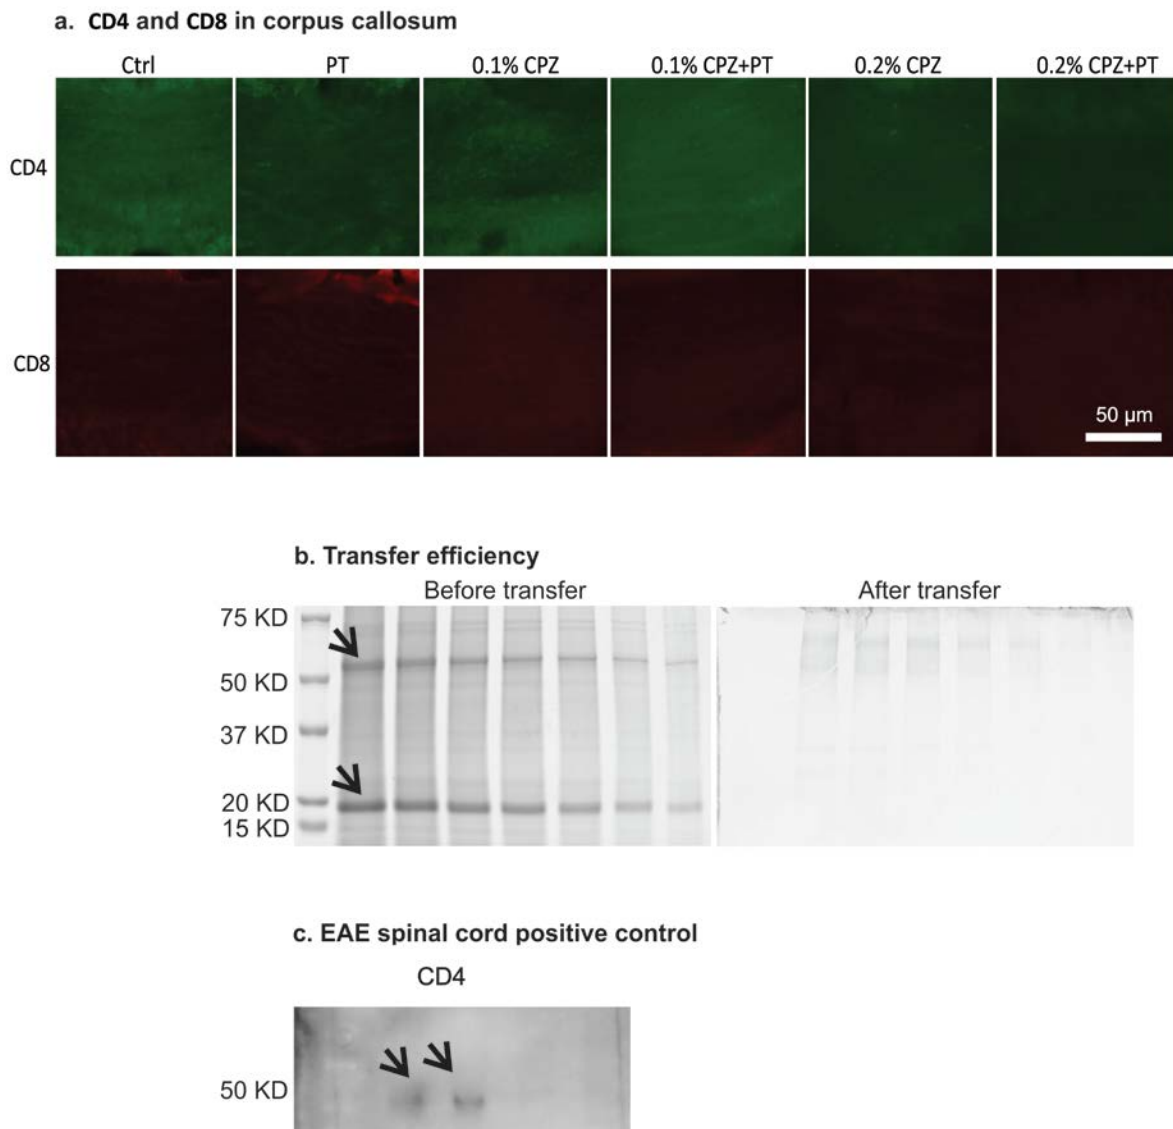 a. CD4 and CD8 in corpus callosum
Ctrl PT 0.1% CPZ 0.1% CPZ+PT 0.2% CPZ 0.2% CPZ+PT
CD4
CD8
50 µm
b. Transfer efficiency
Before transfer After transfer
75 KD
50 KD
37 KD
20 KD
15 KD
c. EAE spinal cord positive control
CD4
50 KD